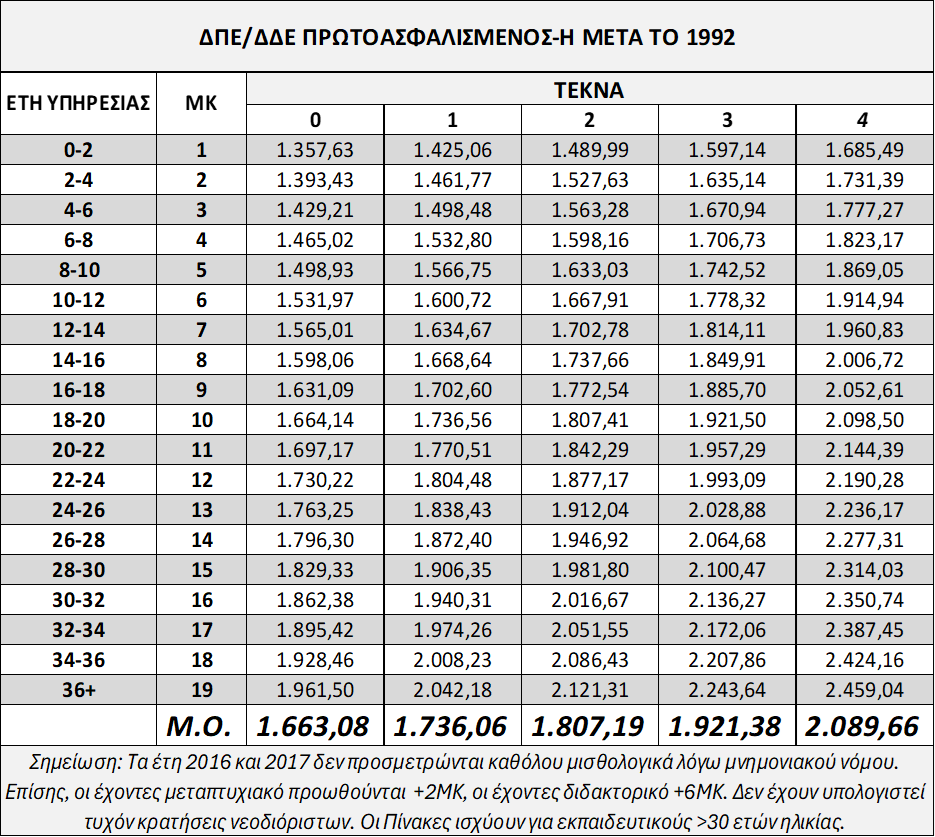 ΔΠΕ/ΔΔΕ ΠΡΩΤΟΑΣΦΑΛΙΣΜΕΝΟΣ-Η ΜΕΤΑ ΤΟ 1992
ΕΤΗ ΥΠΗΡΕΣΙΑΣ ΜΚ ΤΕΚΝΑ
0 1 2 3 4
0-2 1 1.357,63 1.425,06 1.489,99 1.597,14 1.685,49
2-4 2 1.393,43 1.461,77 1.527,63 1.635,14 1.731,39
4-6 3 1.429,21 1.498,48 1.563,28 1.670,94 1.777,27
6-8 4 1.465,02 1.532,80 1.598,16 1.706,73 1.823,17
8-10 5 1.498,93 1.566,75 1.633,03 1.742,52 1.869,05
10-12 6 1.531,97 1.600,72 1.667,91 1.778,32 1.914,94
12-14 7 1.565,01 1.634,67 1.702,78 1.814,11 1.960,83
14-16 8 1.598,06 1.668,64 1.737,66 1.849,91 2.006,72
16-18 9 1.631,09 1.702,60 1.772,54 1.885,70 2.052,61
18-20 10 1.664,14 1.736,56 1.807,41 1.921,50 2.098,50
20-22 11 1.697,17 1.770,51 1.842,29 1.957,29 2.144,39
22-24 12 1.730,22 1.804,48 1.877,17 1.993,09 2.190,28
24-26 13 1.763,25 1.838,43 1.912,04 2.028,88 2.236,17
26-28 14 1.796,30 1.872,40 1.946,92 2.064,68 2.277,31
28-30 15 1.829,33 1.906,35 1.981,80 2.100,47 2.314,03
30-32 16 1.862,38 1.940,31 2.016,67 2.136,27 2.350,74
32-34 17 1.895,42 1.974,26 2.051,55 2.172,06 2.387,45
34-36 18 1.928,46 2.008,23 2.086,43 2.207,86 2.424,16
36+ 19 1.961,50 2.042,18 2.121,31 2.243,64 2.459,04
Μ.Ο. 1.663,08 1.736,06 1.807,19 1.921,38 2.089,66
Σημείωση: Τα έτη 2016 και 2017 δεν προσμετρώνται καθόλου μισθολογικά λόγω μνημονιακού νόμου.
Επίσης, οι έχοντες μεταπτυχιακό προωθούνται +2ΜΚ, οι έχοντες διδακτορικό +6ΜΚ. Δεν έχουν υπολογιστεί
τυχόν κρατήσεις νεοδιόριστων. Οι Πίνακες ισχύουν για εκπαιδευτικούς >30 ετών ηλικίας.